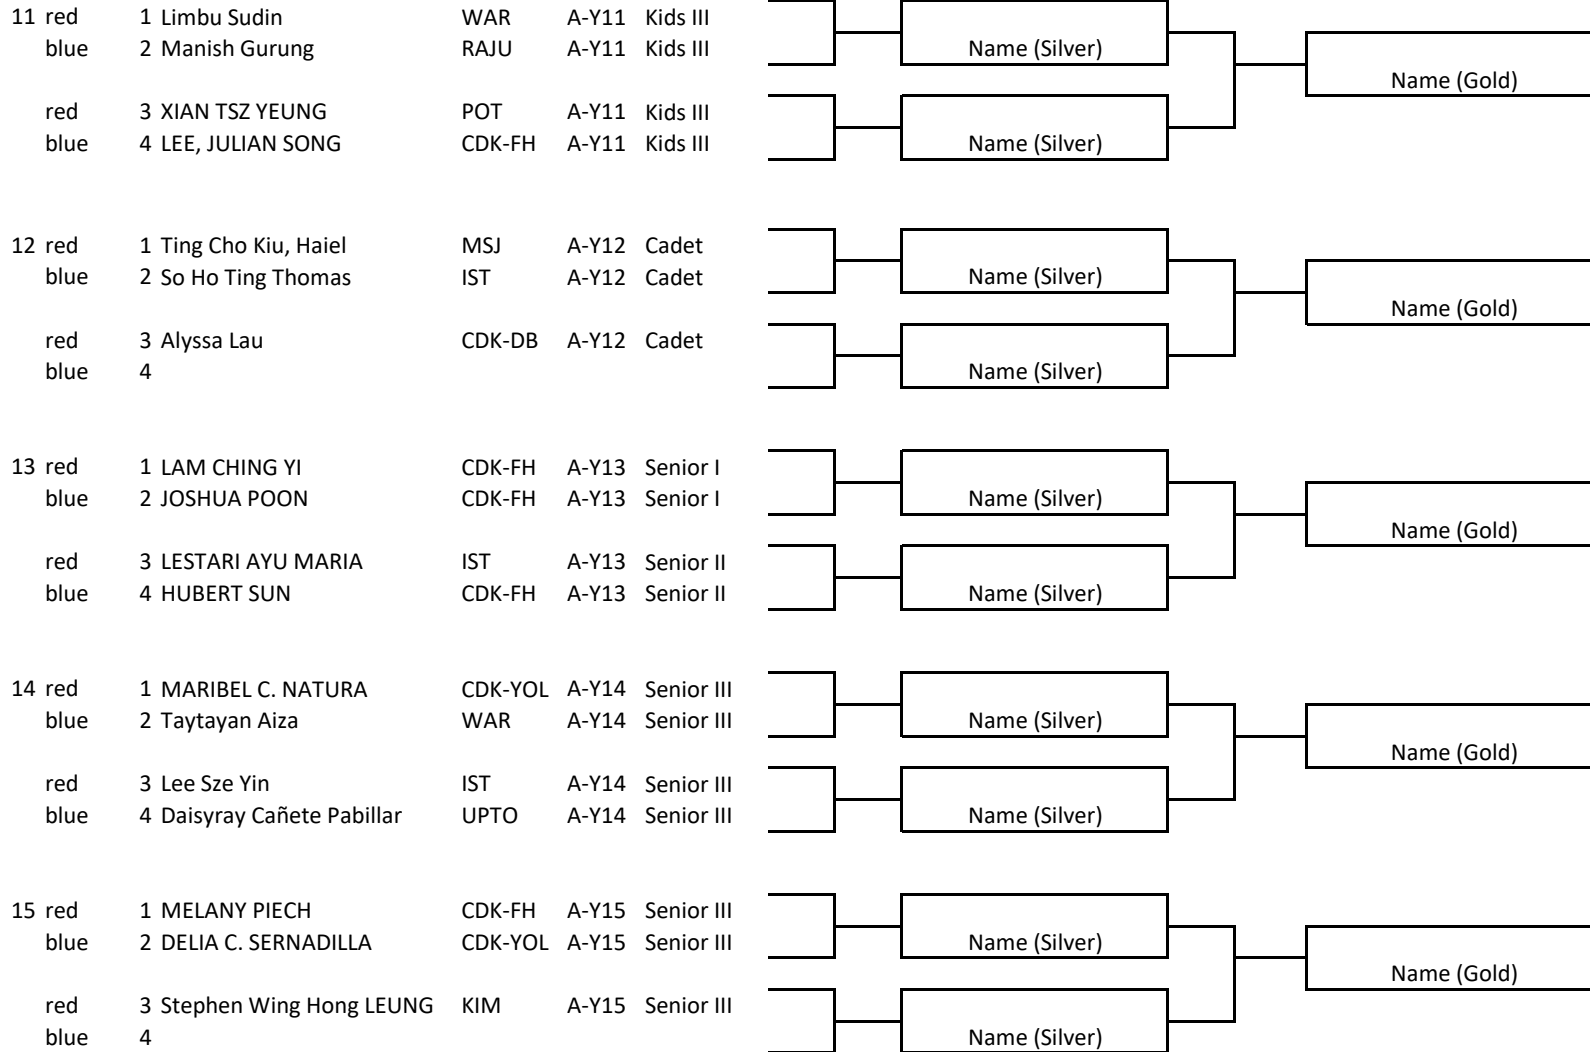 11 red 1 Limbu Sudin WAR A-Y11 Kids III
blue 2 Manish Gurung RAJU A-Y11 Kids III Name (Silver)
Name (Gold)
red 3 XIAN TSZ YEUNG POT A-Y11 Kids III
blue 4 LEE, JULIAN SONG CDK-FH A-Y11 Kids III Name (Silver)
12 red 1 Ting Cho Kiu, Haiel MSJ A-Y12 Cadet
blue 2 So Ho Ting Thomas IST A-Y12 Cadet Name (Silver)
Name (Gold)
red 3 Alyssa Lau CDK-DB A-Y12 Cadet
blue 4 Name (Silver)
13 red 1 LAM CHING YI CDK-FH A-Y13 Senior I
blue 2 JOSHUA POON CDK-FH A-Y13 Senior I Name (Silver)
Name (Gold)
red 3 LESTARI AYU MARIA IST A-Y13 Senior II
blue 4 HUBERT SUN CDK-FH A-Y13 Senior II Name (Silver)
14 red 1 MARIBEL C. NATURA CDK-YOL A-Y14 Senior III
blue 2 Taytayan Aiza WAR A-Y14 Senior III Name (Silver)
Name (Gold)
red 3 Lee Sze Yin IST A-Y14 Senior III
blue 4 Daisyray Cañete Pabillar UPTO A-Y14 Senior III Name (Silver)
15 red 1 MELANY PIECH CDK-FH A-Y15 Senior III
blue 2 DELIA C. SERNADILLA CDK-YOL A-Y15 Senior III Name (Silver)
Name (Gold)
red 3 Stephen Wing Hong LEUNG KIM A-Y15 Senior III
blue 4 Name (Silver)